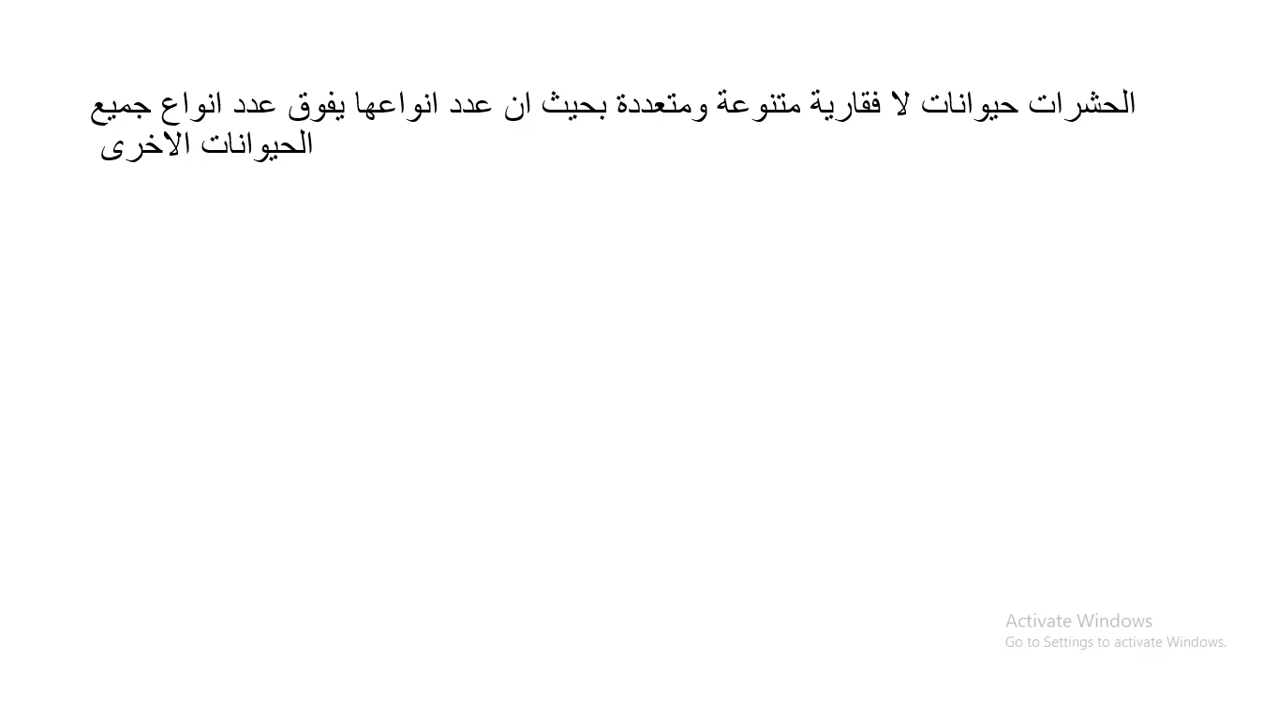 الحشرات حيوانات لا فقارية متنوعة ومتعددة بحيث ان عدد انواعها يفوق عدد انواع جميع
الحيوانات الاخرى
Activate Windows
Go to Settings to activate Windows.